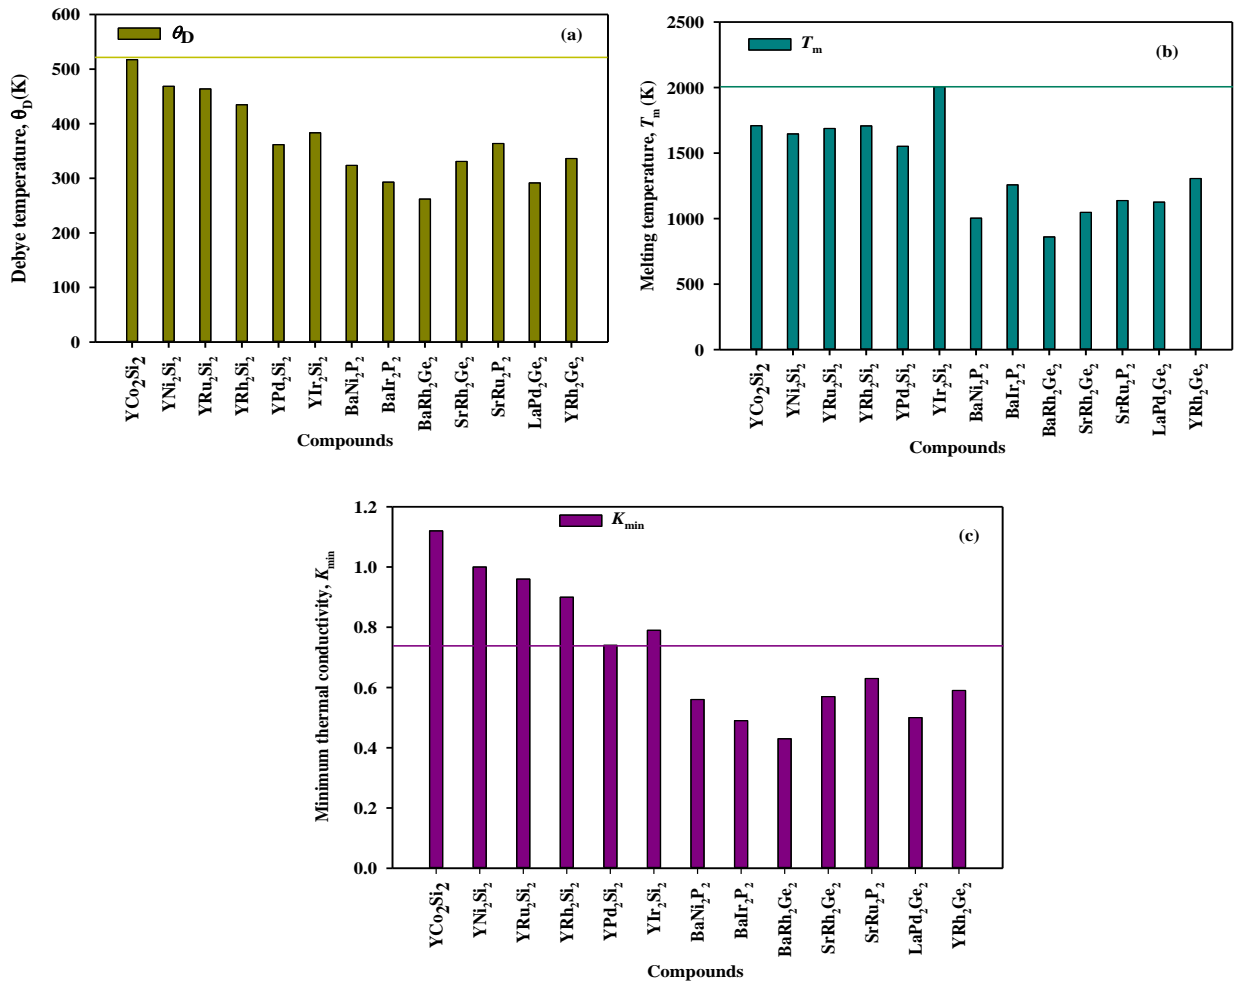 600
500
400
300
200
100
0
Debye temperature, θD(K)
θD
(a)
YCo2Si2
YNi2Si2
YRu2Si2
YRh2Si2
YPd2Si2
YIr2Si2
BaNi2P2
BaIr2P2
BaRh2Ge2
SrRh2Ge2
SrRu2P2
LaPd2Ge2
YRh2Ge2
Compounds
2500
2000
1500
1000
500
0
Melting temperature, Tm(K)
Tm
(b)
YCo2Si2
YNi2Si2
YRu2Si2
YRh2Si2
YPd2Si2
YIr2Si2
BaNi2P2
BaIr2P2
BaRh2Ge2
SrRh2Ge2
SrRu2P2
LaPd2Ge2
YRh2Ge2
Compounds
1.2
1.0
0.8
0.6
0.4
0.2
0.0
Minimum thermal conductivity, Kmin
Kmin
(c)
YCo2Si2
YNi2Si2
YRu2Si2
YRh2Si2
YPd2Si2
YIr2Si2
BaNi2P2
BaIr2P2
BaRh2Ge2
SrRh2Ge2
SrRu2P2
LaPd2Ge2
YRh2Ge2
Compounds